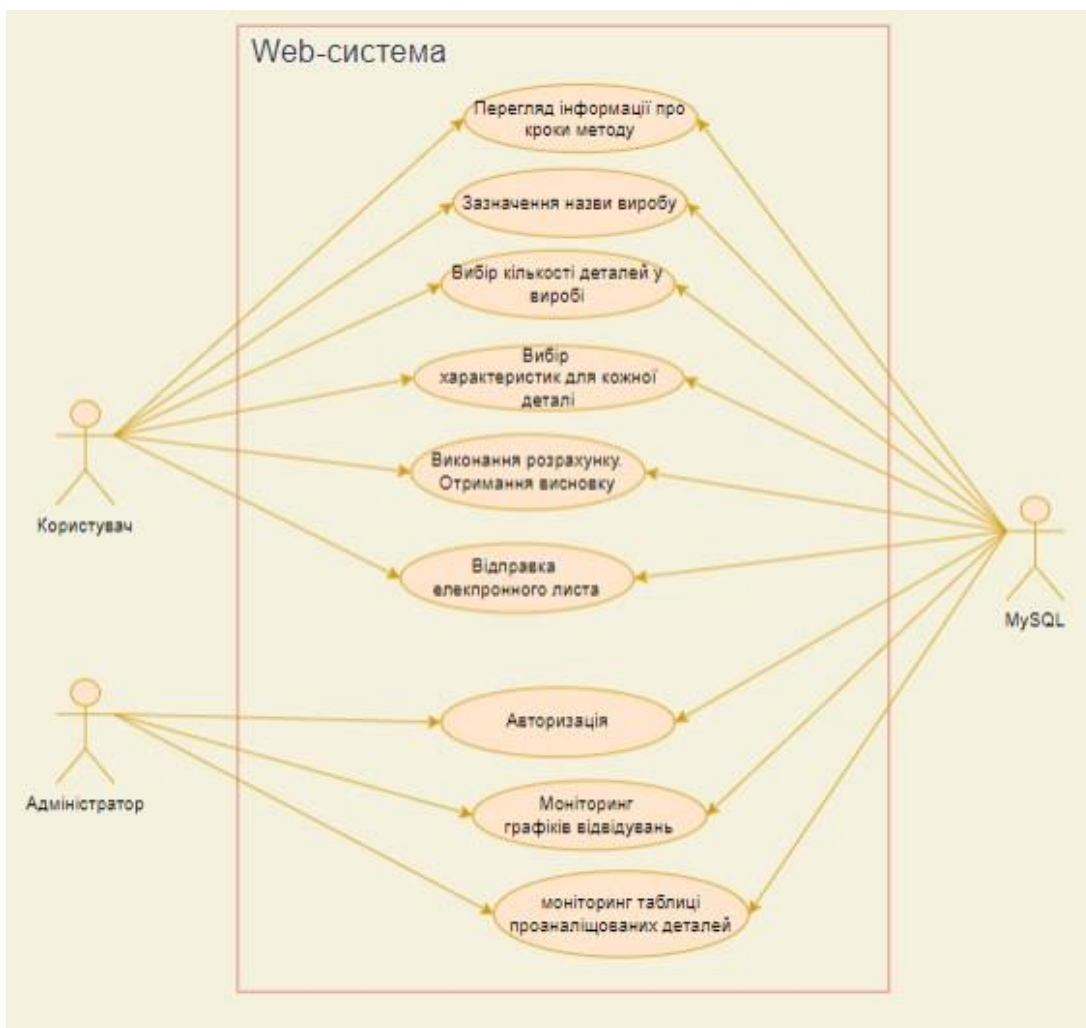 Web-система
Перегляд інформації про
кроки методу
Зазначення назви виробу
Вибір кількості деталей у
виробі
Вибір
характеристик для кожної
деталі
Виконання розрахунку.
Отримання висновку
Користувач
Відправка
елекпронного листа
MySQL
Авторизація
Адміністратор
Моніторинг
графіків відвідувань
моніторинг таблиці
проаналіщованих деталей